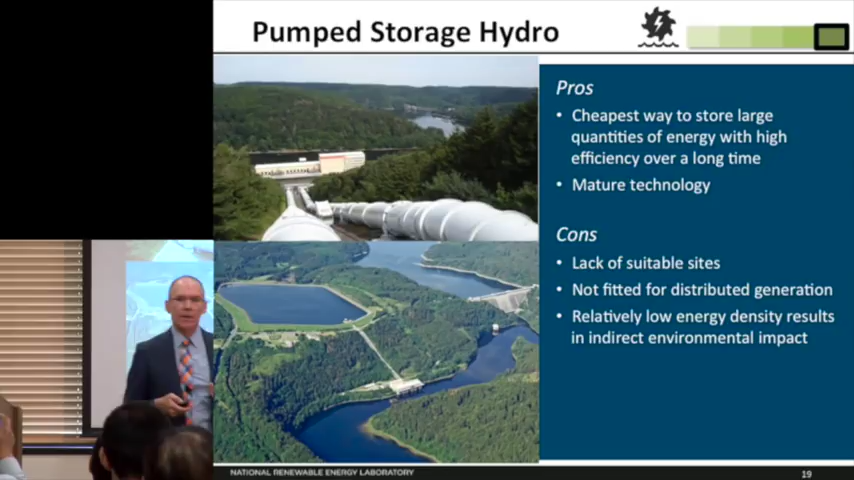 Pumped Storage Hydro
Pros
• Cheapest way to store large
quantities of energy with high
efficiency over a long time
• Mature technology
Cons
• Lack of suitable sites
• Not fitted for distributed generation
• Relatively low energy density results
in indirect environmental impact
NATIONAL RENEWABLE ENERGY LABORATORY
19